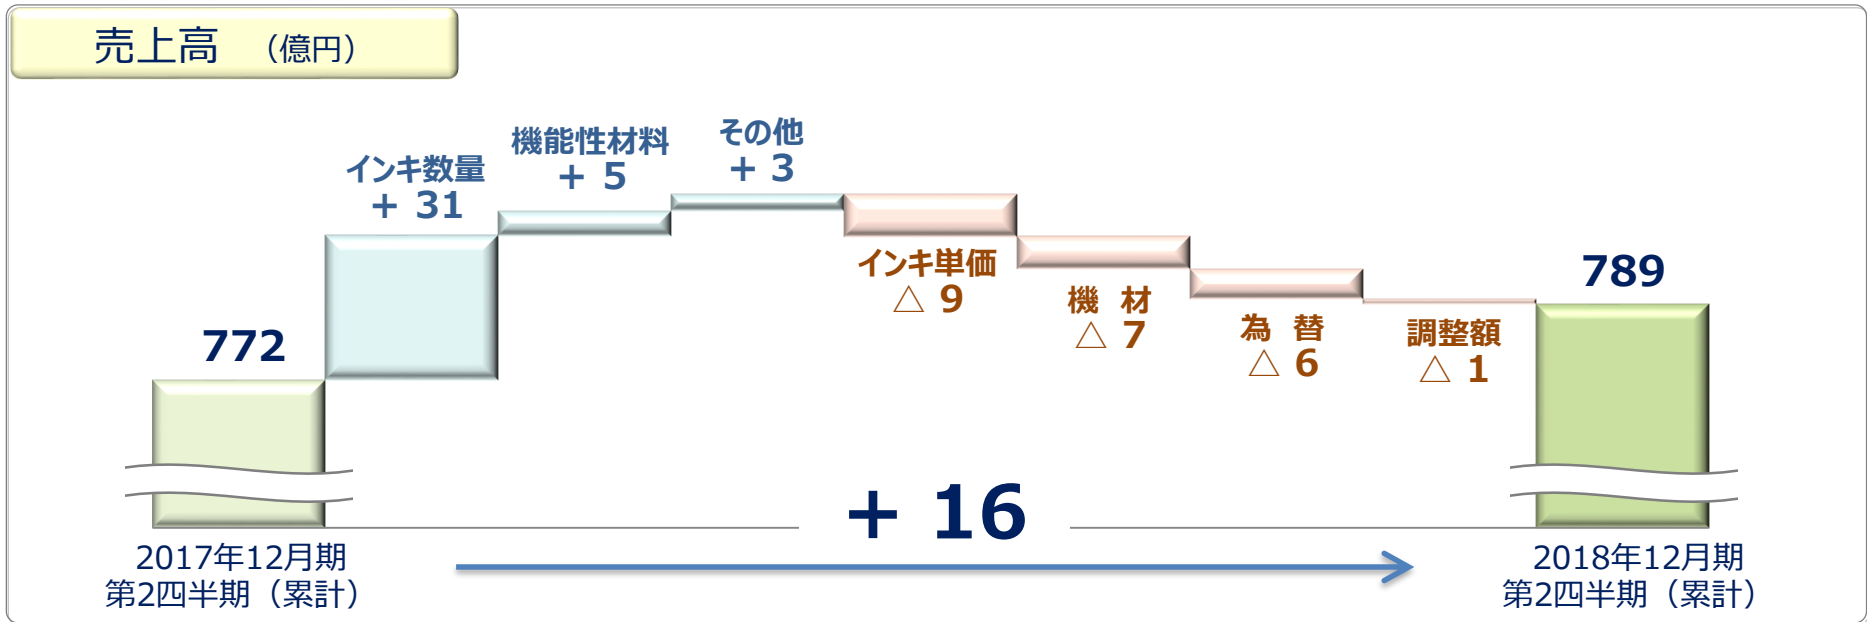 売上高 （億円）
インキ数量
+ 31
機能性材料
+ 5
その他
+ 3
インキ単価
△ 9
機 材
△ 7
為 替
△ 6
調整額
△ 1
772
789
+ 16
2017年12月期
第2四半期（累計）
2018年12月期
第2四半期（累計）